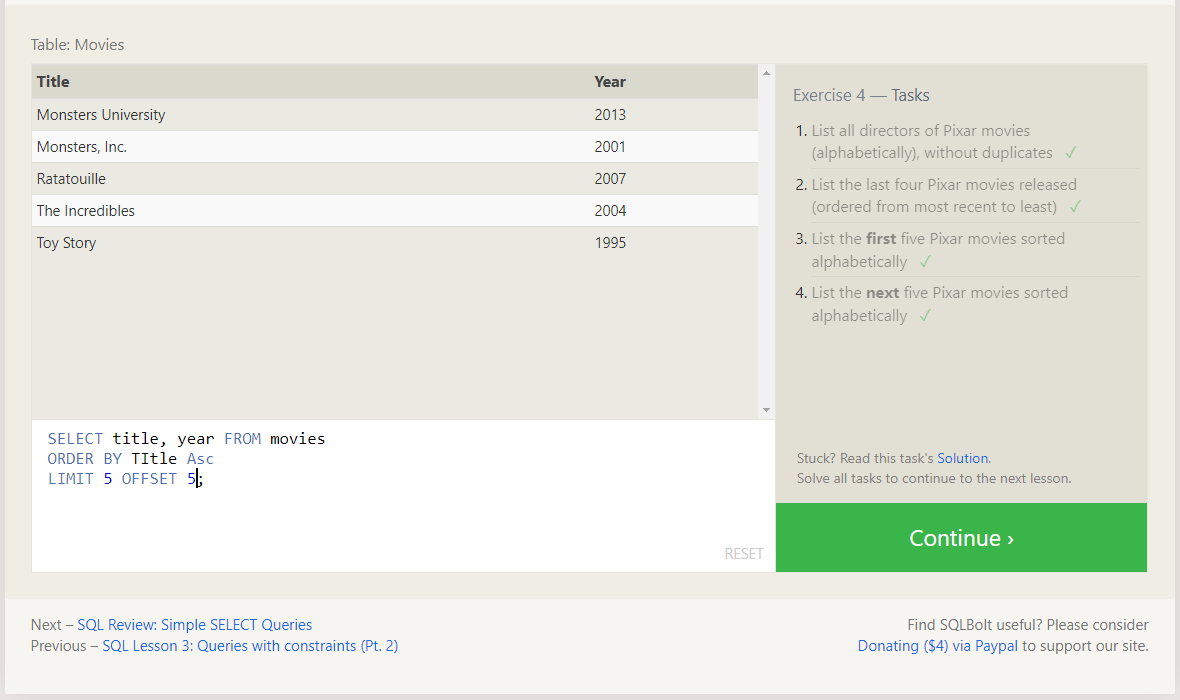 Table: Movies
Title Year
Monsters University 2013
Monsters, Inc. 2001
Ratatouille 2007
The Incredibles 2004
Toy Story 1995
SELECT title, year FROM movies
ORDER BY TItle Asc
LIMIT 5 OFFSET 5;
RESET
Exercise 4 — Tasks
1. List all directors of Pixar movies
(alphabetically), without duplicates ✓
2. List the last four Pixar movies released
(ordered from most recent to least) ✓
3. List the first five Pixar movies sorted
alphabetically ✓
4. List the next five Pixar movies sorted
alphabetically ✓
Stuck? Read this task's Solution.
Solve all tasks to continue to the next lesson.
Continue ›
Next – SQL Review: Simple SELECT Queries
Previous – SQL Lesson 3: Queries with constraints (Pt. 2)
Find SQLBolt useful? Please consider
Donating ($4) via Paypal to support our site.